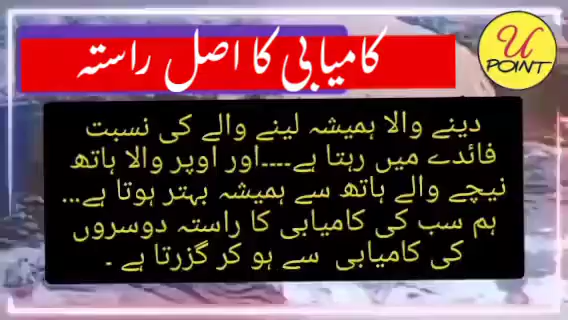 کامیابی کا اصل راستہ
U
POINT
دینے والا ہمیشہ لینے والے کی نسبت
فائدے میں رہتا ہے۔۔۔۔اور اوپر والا ہاتھ
نیچے والے ہاتھ سے ہمیشہ بہتر ہوتا ہے...
ہم سب کی کامیابی کا راستہ دوسروں
کی کامیابی سے ہو کر گزرتا ہے ۔